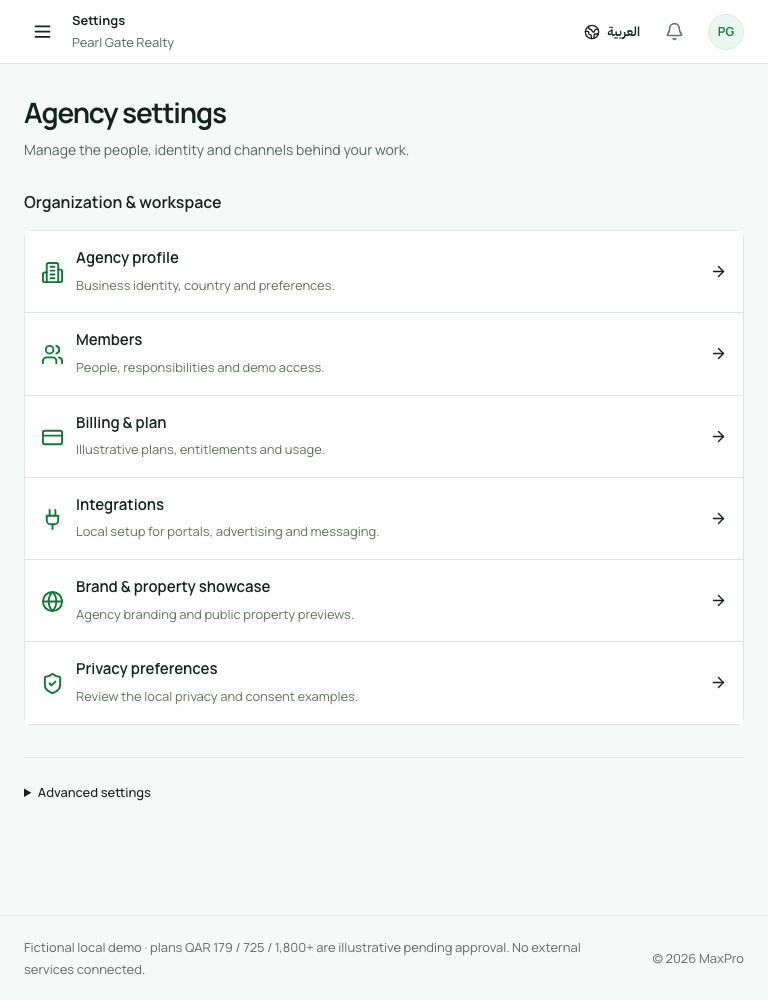 Settings
Pearl Gate Realty
العربية
PG
Agency settings
Manage the people, identity and channels behind your work.
Organization & workspace
Agency profile
Business identity, country and preferences.
Members
People, responsibilities and demo access.
Billing & plan
Illustrative plans, entitlements and usage.
Integrations
Local setup for portals, advertising and messaging.
Brand & property showcase
Agency branding and public property previews.
Privacy preferences
Review the local privacy and consent examples.
Advanced settings
Fictional local demo · plans QAR 179 / 725 / 1,800+ are illustrative pending approval. No external
services connected.
© 2026 MaxPro